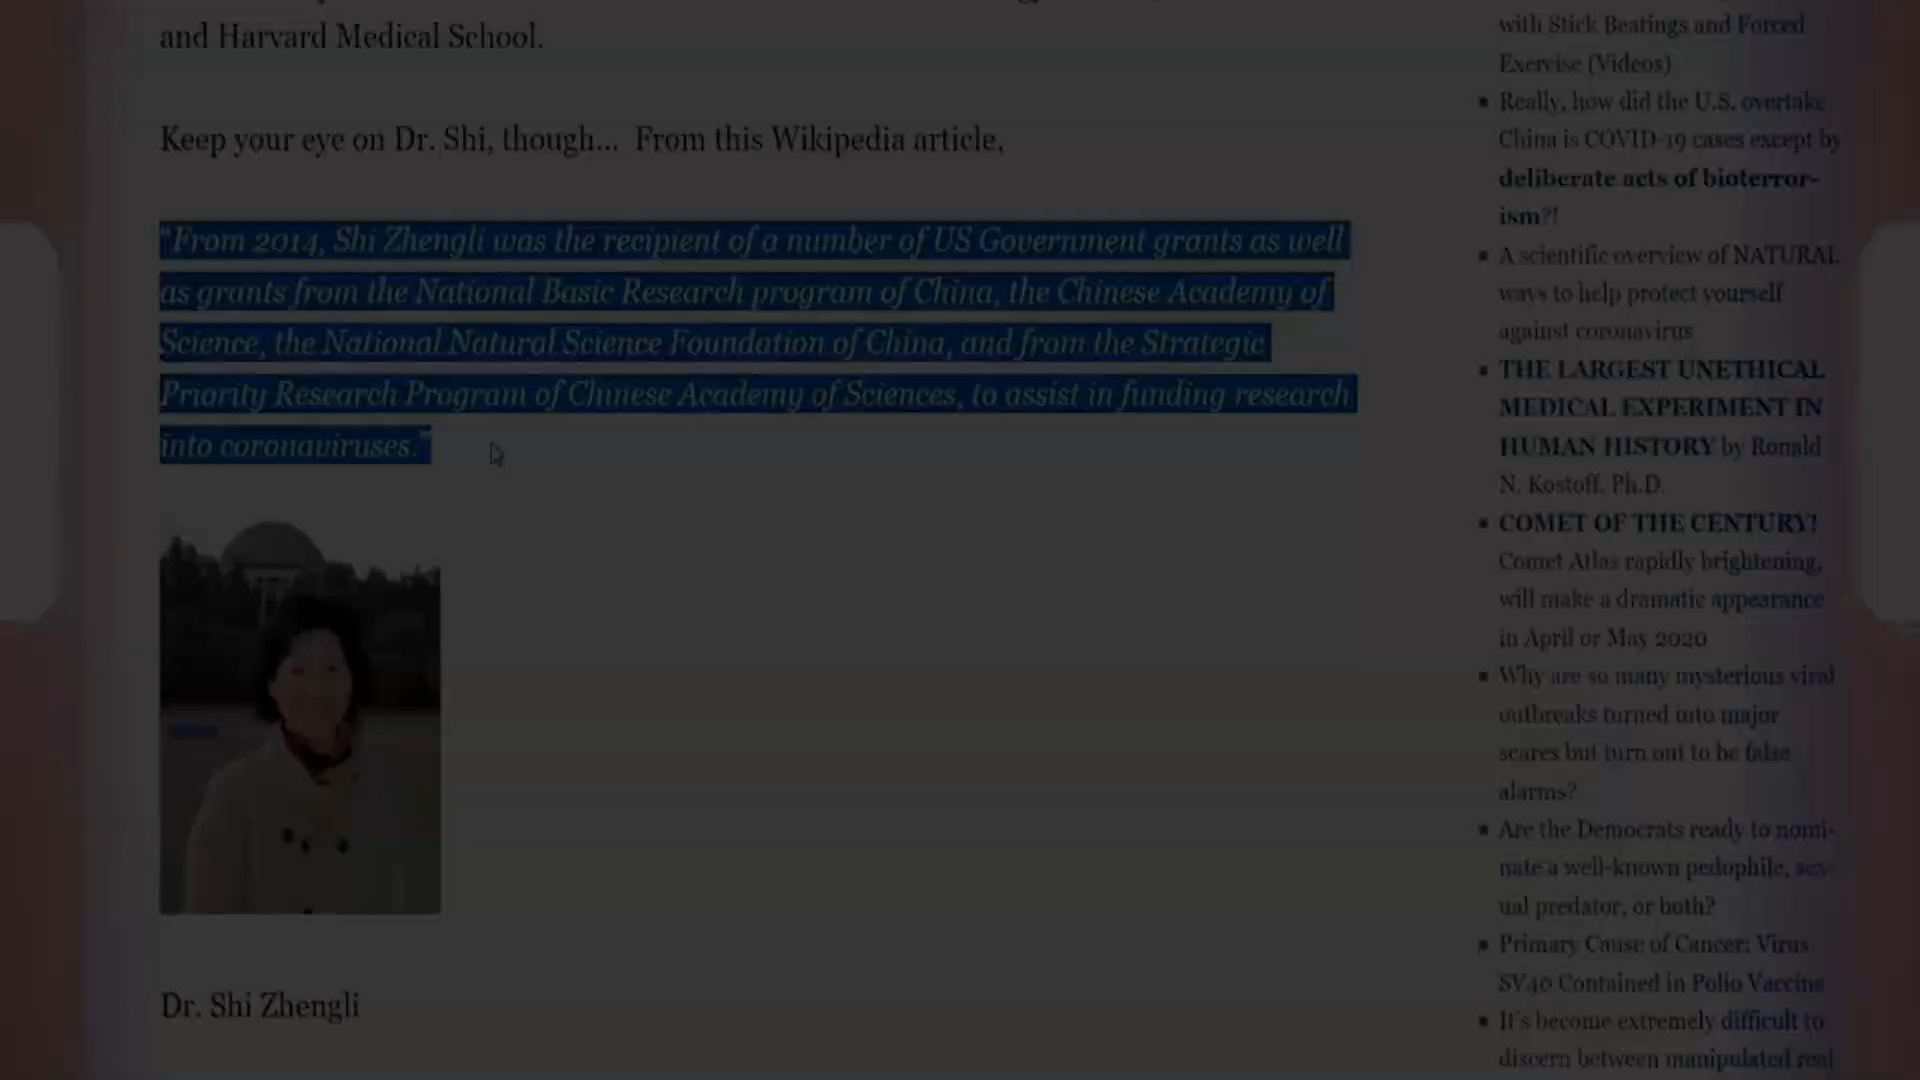 and Harvard Medical School.
Keep your eye on Dr. Shi, though... From this Wikipedia article,
"From 2014, Shi Zhengli was the recipient of a number of US Government grants as well
as grants from the National Basic Research program of China, the Chinese Academy of
Science, the National Natural Science Foundation of China, and from the Strategic
Priority Research Program of Chinese Academy of Sciences, to assist in funding research
into coronaviruses."
Dr. Shi Zhengli
with Stick Beatings and Forced
Exercise (Videos)
Really, how did the U.S. overtake
China is COVID-19 cases except by
deliberate acts of bioterror-
ism?!
A scientific overview of NATURAL
ways to help protect yourself
against coronavirus
THE LARGEST UNETHICAL
MEDICAL EXPERIMENT IN
HUMAN HISTORY by Ronald
N. Kostoff, Ph.D.
COMET OF THE CENTURY!
Comet Atlas rapidly brightening,
will make a dramatic appearance
in April or May 2020
Why are so many mysterious viral
outbreaks turned into major
scares but turn out to be false
alarms?
Are the Democrats ready to nomi-
nate a well-known pedophile, sex-
ual predator, or both?
Primary Cause of Cancer: Virus
SV40 Contained in Polio Vaccine
It's become extremely difficult to
discern between manipulated real